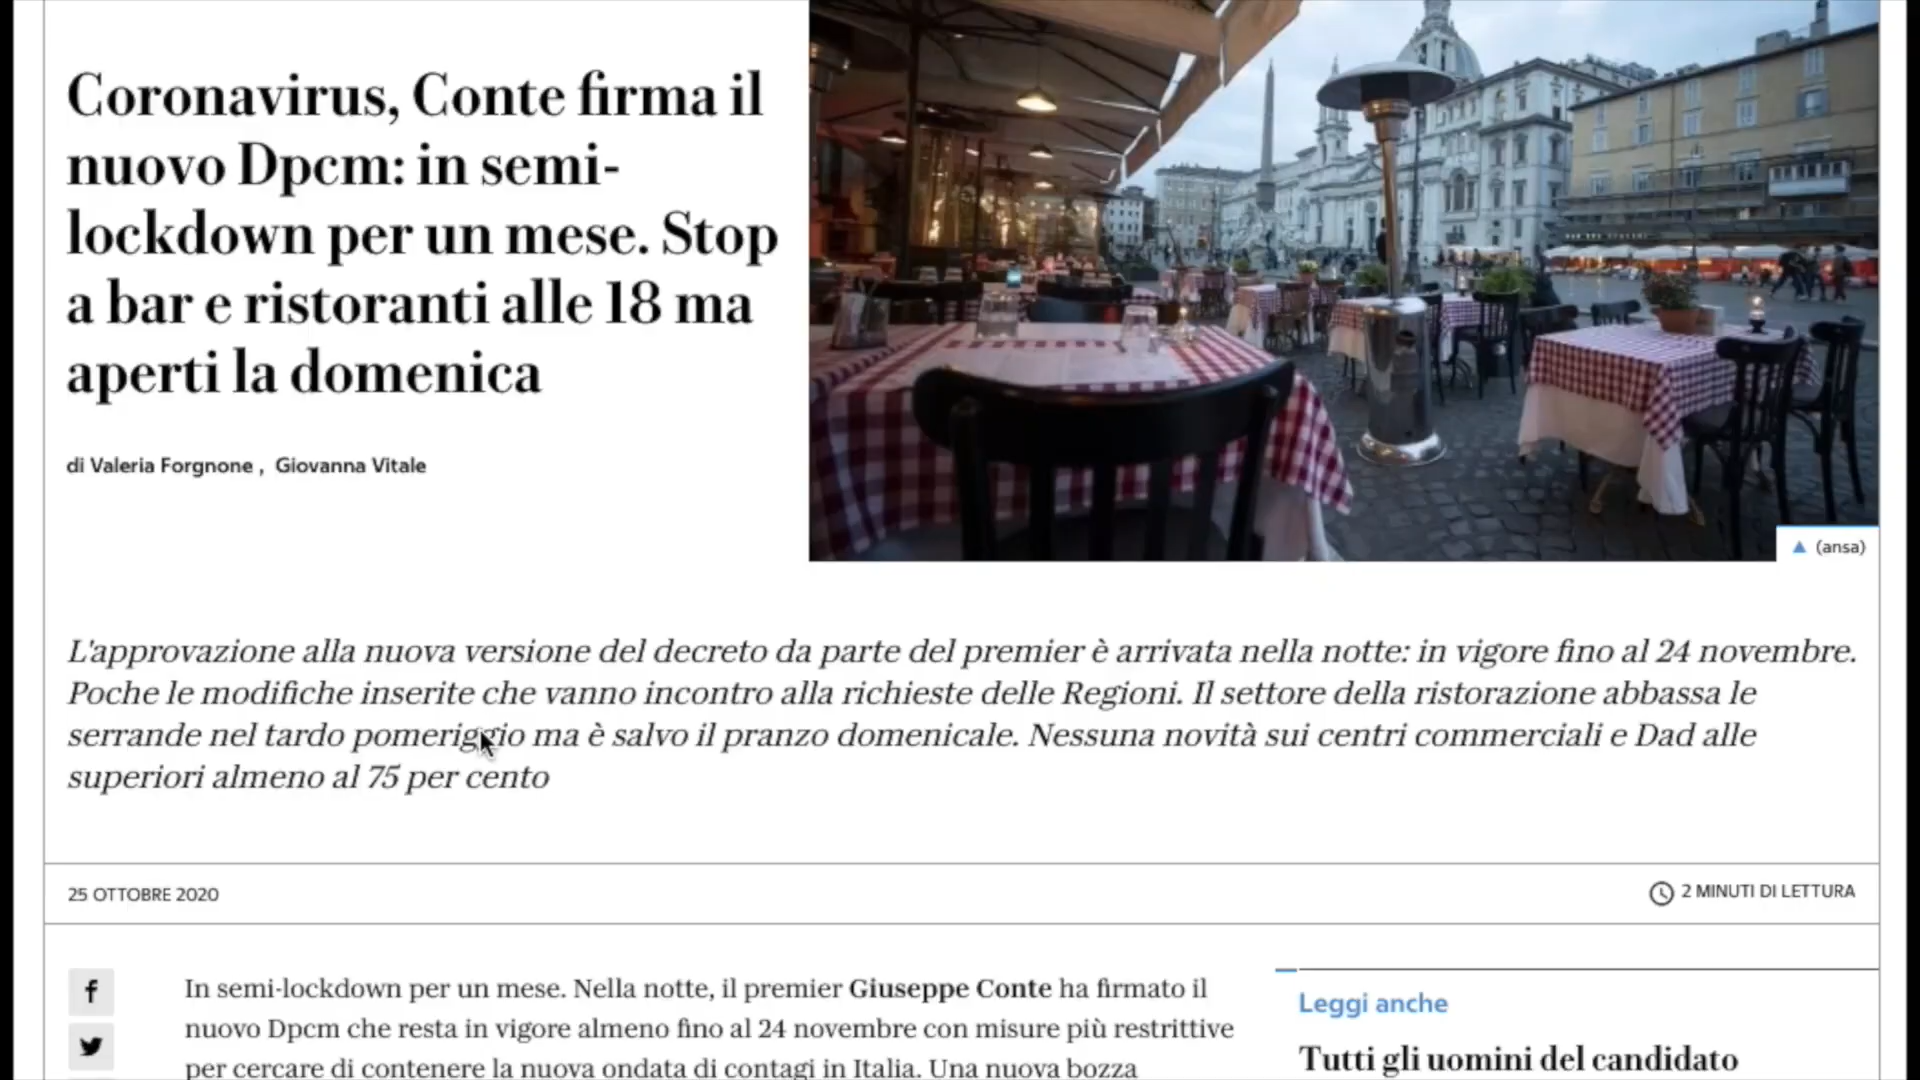 Coronavirus, Conte firma il
nuovo Dpcm: in semi-
lockdown per un mese. Stop
a bar e ristoranti alle 18 ma
aperti la domenica
di Valeria Forgnone , Giovanna Vitale
(ansa)
L'approvazione alla nuova versione del decreto da parte del premier è arrivata nella notte: in vigore fino al 24 novembre.
Poche le modifiche inserite che vanno incontro alla richieste delle Regioni. Il settore della ristorazione abbassa le
serrande nel tardo pomeriggio ma è salvo il pranzo domenicale. Nessuna novità sui centri commerciali e Dad alle
superiori almeno al 75 per cento
25 OTTOBRE 2020
2 MINUTI DI LETTURA
In semi-lockdown per un mese. Nella notte, il premier Giuseppe Conte ha firmato il
nuovo Dpcm che resta in vigore almeno fino al 24 novembre con misure più restrittive
per cercare di contenere la nuova ondata di contagi in Italia. Una nuova bozza
Leggi anche
Tutti gli uomini del candidato